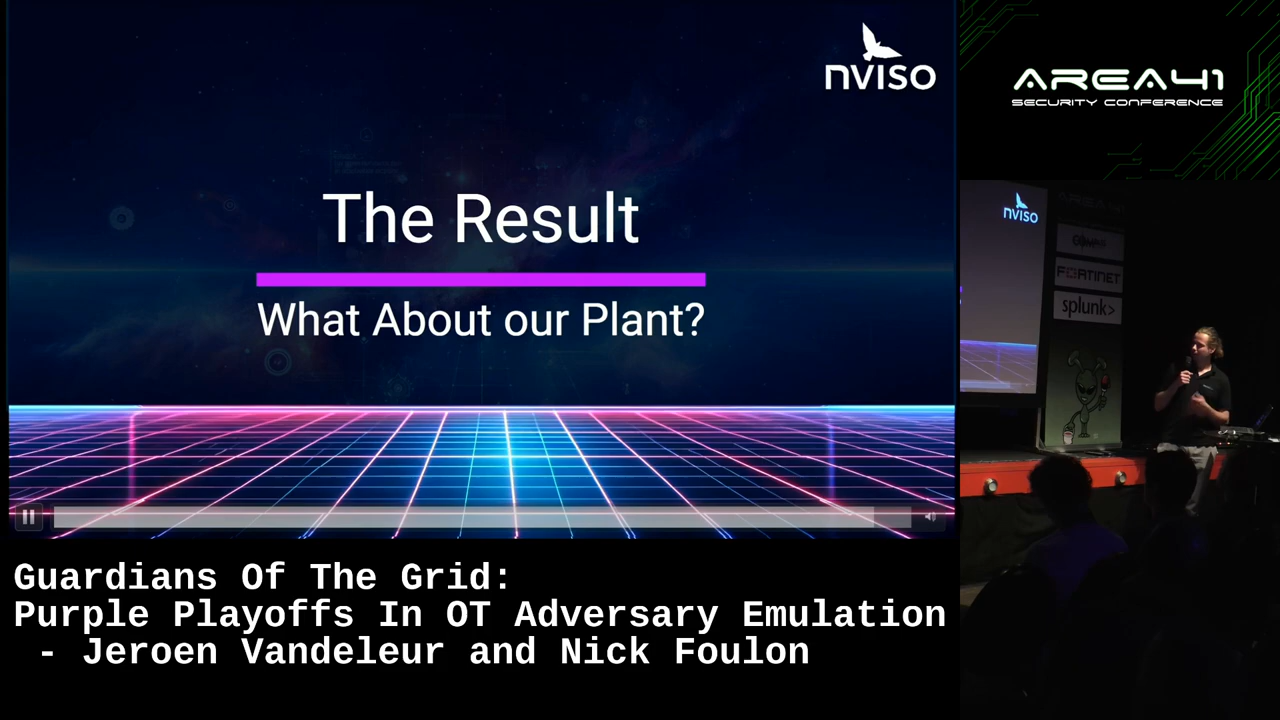 nviso
The Result
What About our Plant?
Guardians Of The Grid:
Purple Playoffs In OT Adversary Emulation
- Jeroen Vandeleur and Nick Foulon
AREA41
SECURITY CONFERENCE
nviso
FORTINET
splunk>